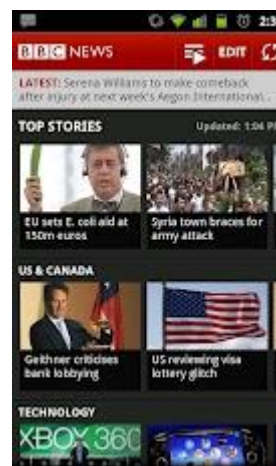 2:3
BBC NEWS
EDIT
LATEST: Serena Williams to make comeback
after injury at next week's Aegon International...
TOP STORIES
Updated: 1:06 P
EU sets E. coli aid at
150m euros
Syria town braces for
army attack
US & CANADA
Geithner criticises
bank lobbying
US reviewing visa
lottery glitch
TECHNOLOGY
XBOX 360